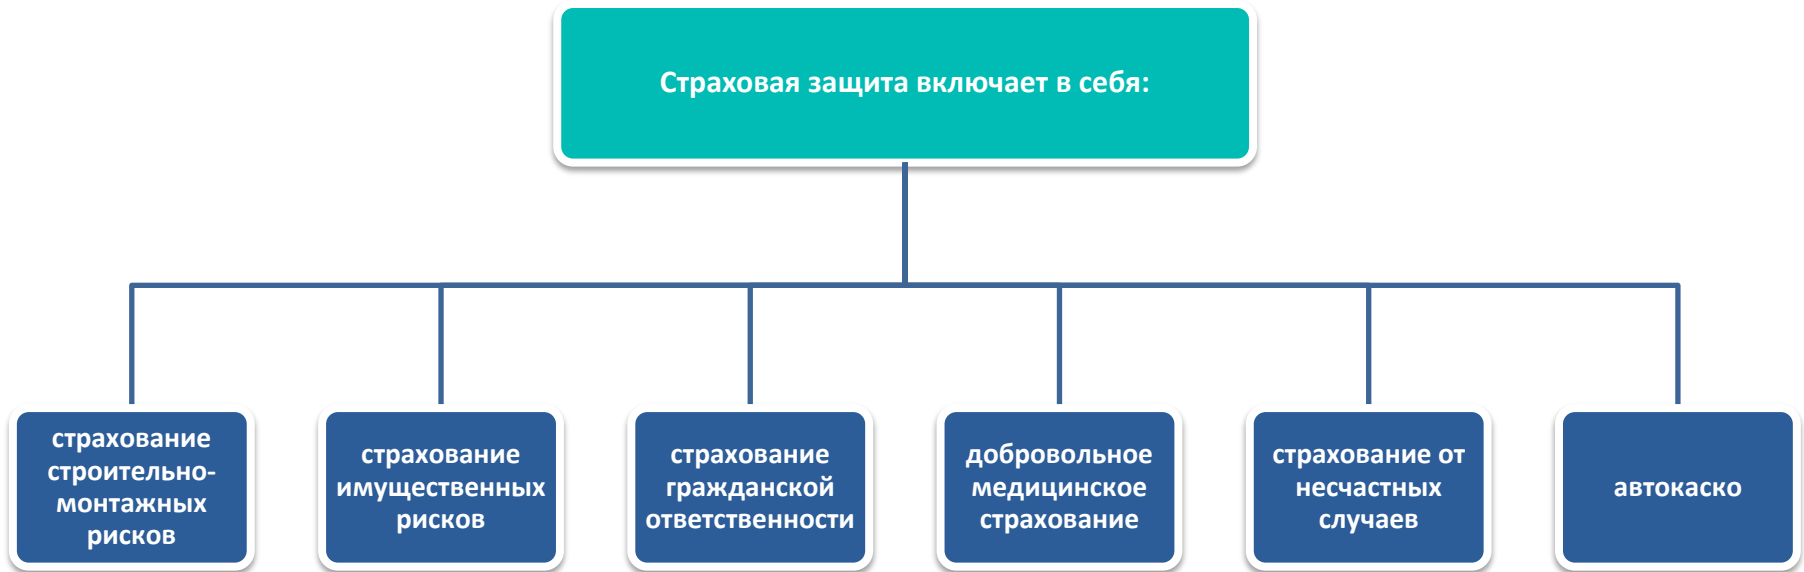 Страховая защита включает в себя:
страхование
строительно-
монтажных
рисков
страхование
имущественных
рисков
страхование
гражданской
ответственности
добровольное
медицинское
страхование
страхование от
несчастных
случаев
автокаско